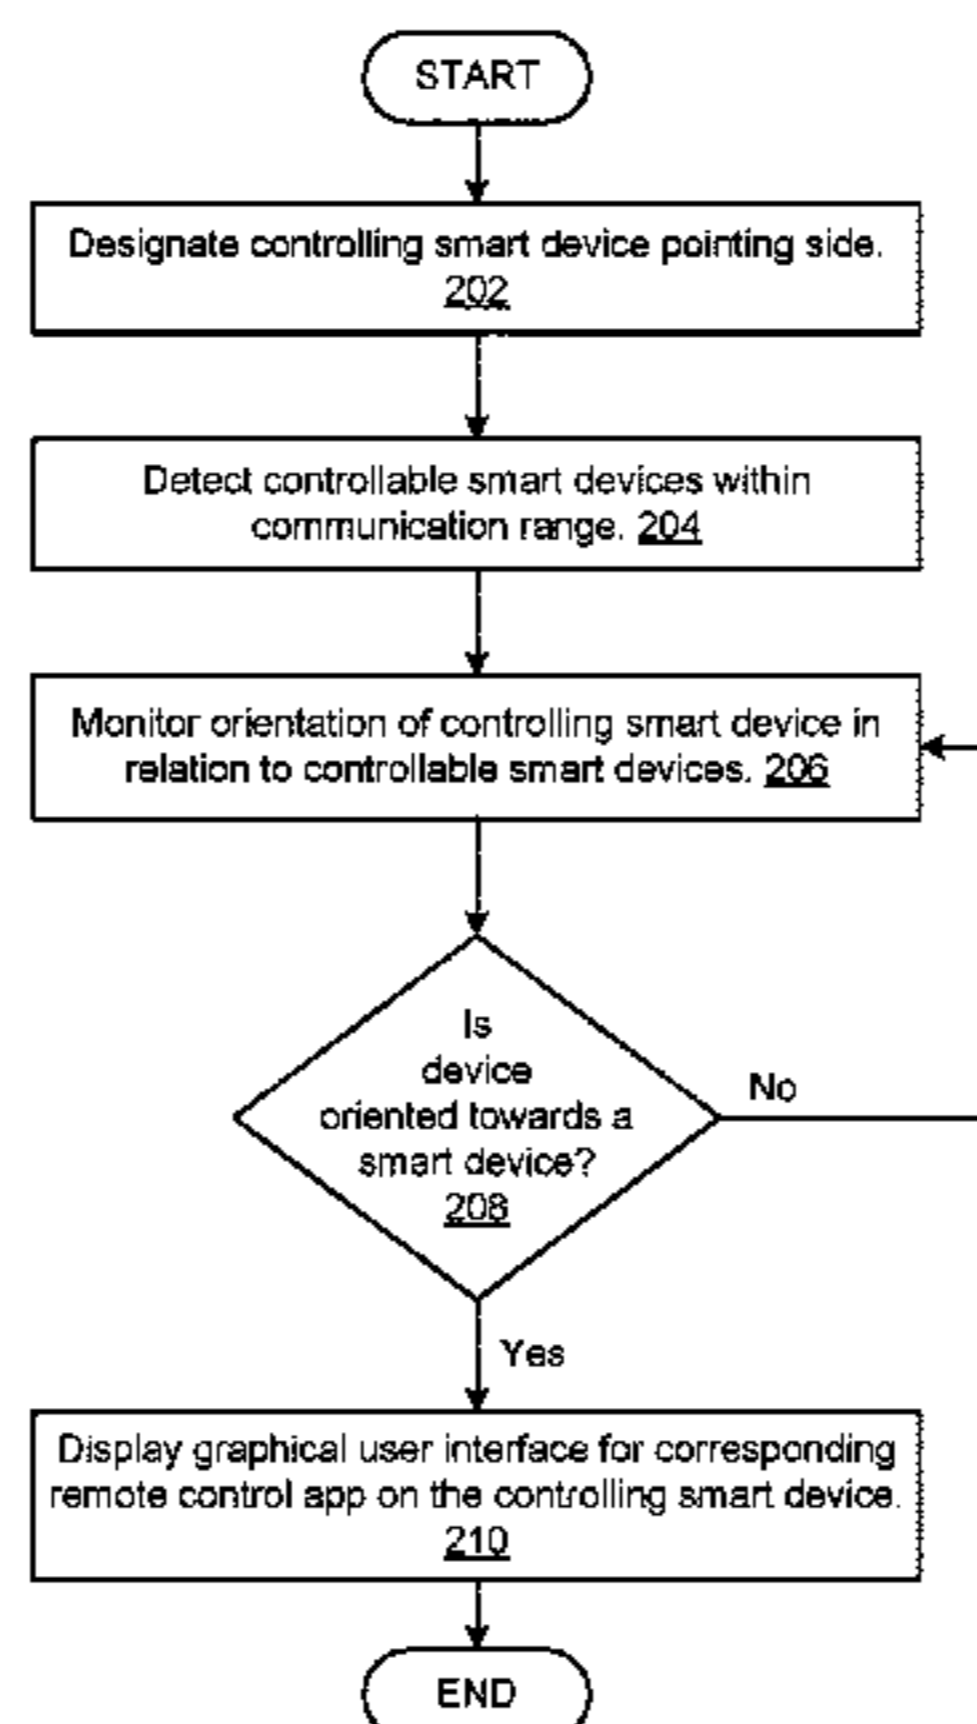 START
Designate controlling smart device pointing side.
202
Detect controllable smart devices within
communication range. 204
Monitor orientation of controlling smart device in
relation to controllable smart devices. 206
Is
device
oriented towards a
smart device?
208
No
Yes
Display graphical user interface for corresponding
remote control app on the controlling smart device.
210
END